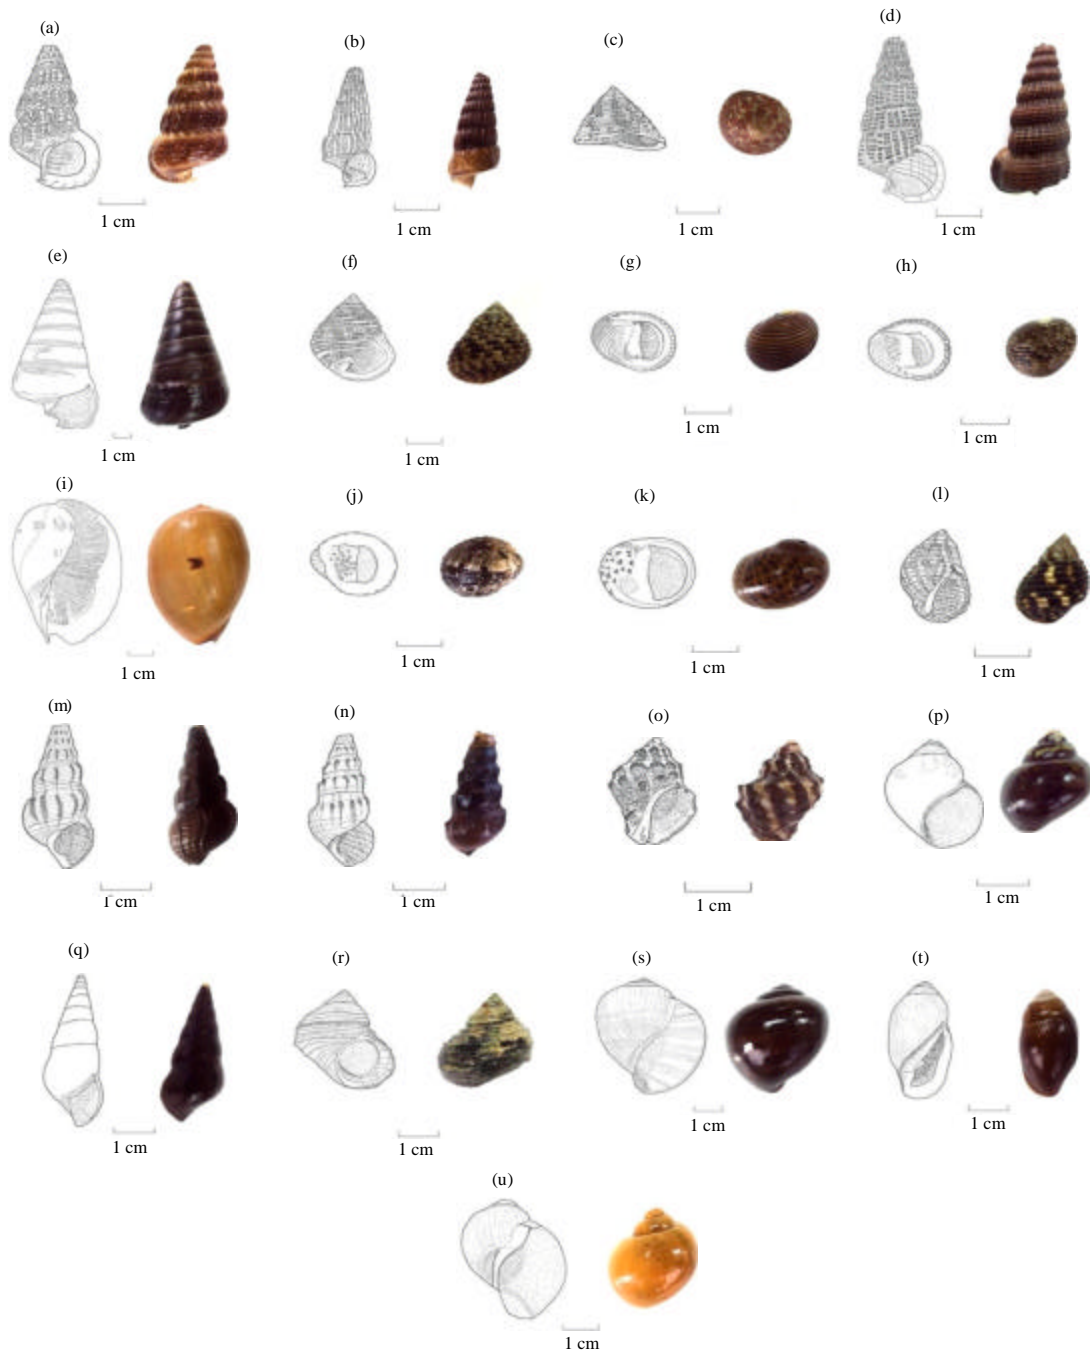 (a)
(b)
(c)
(d)
1 cm
1 cm
1 cm
1 cm
(e)
(f)
(g)
(h)
1 cm
1 cm
1 cm
1 cm
(i)
(j)
(k)
(l)
1 cm
1 cm
1 cm
1 cm
(m)
(n)
(o)
(p)
1 cm
1 cm
1 cm
1 cm
(q)
(r)
(s)
(t)
1 cm
1 cm
1 cm
1 cm
(u)
1 cm